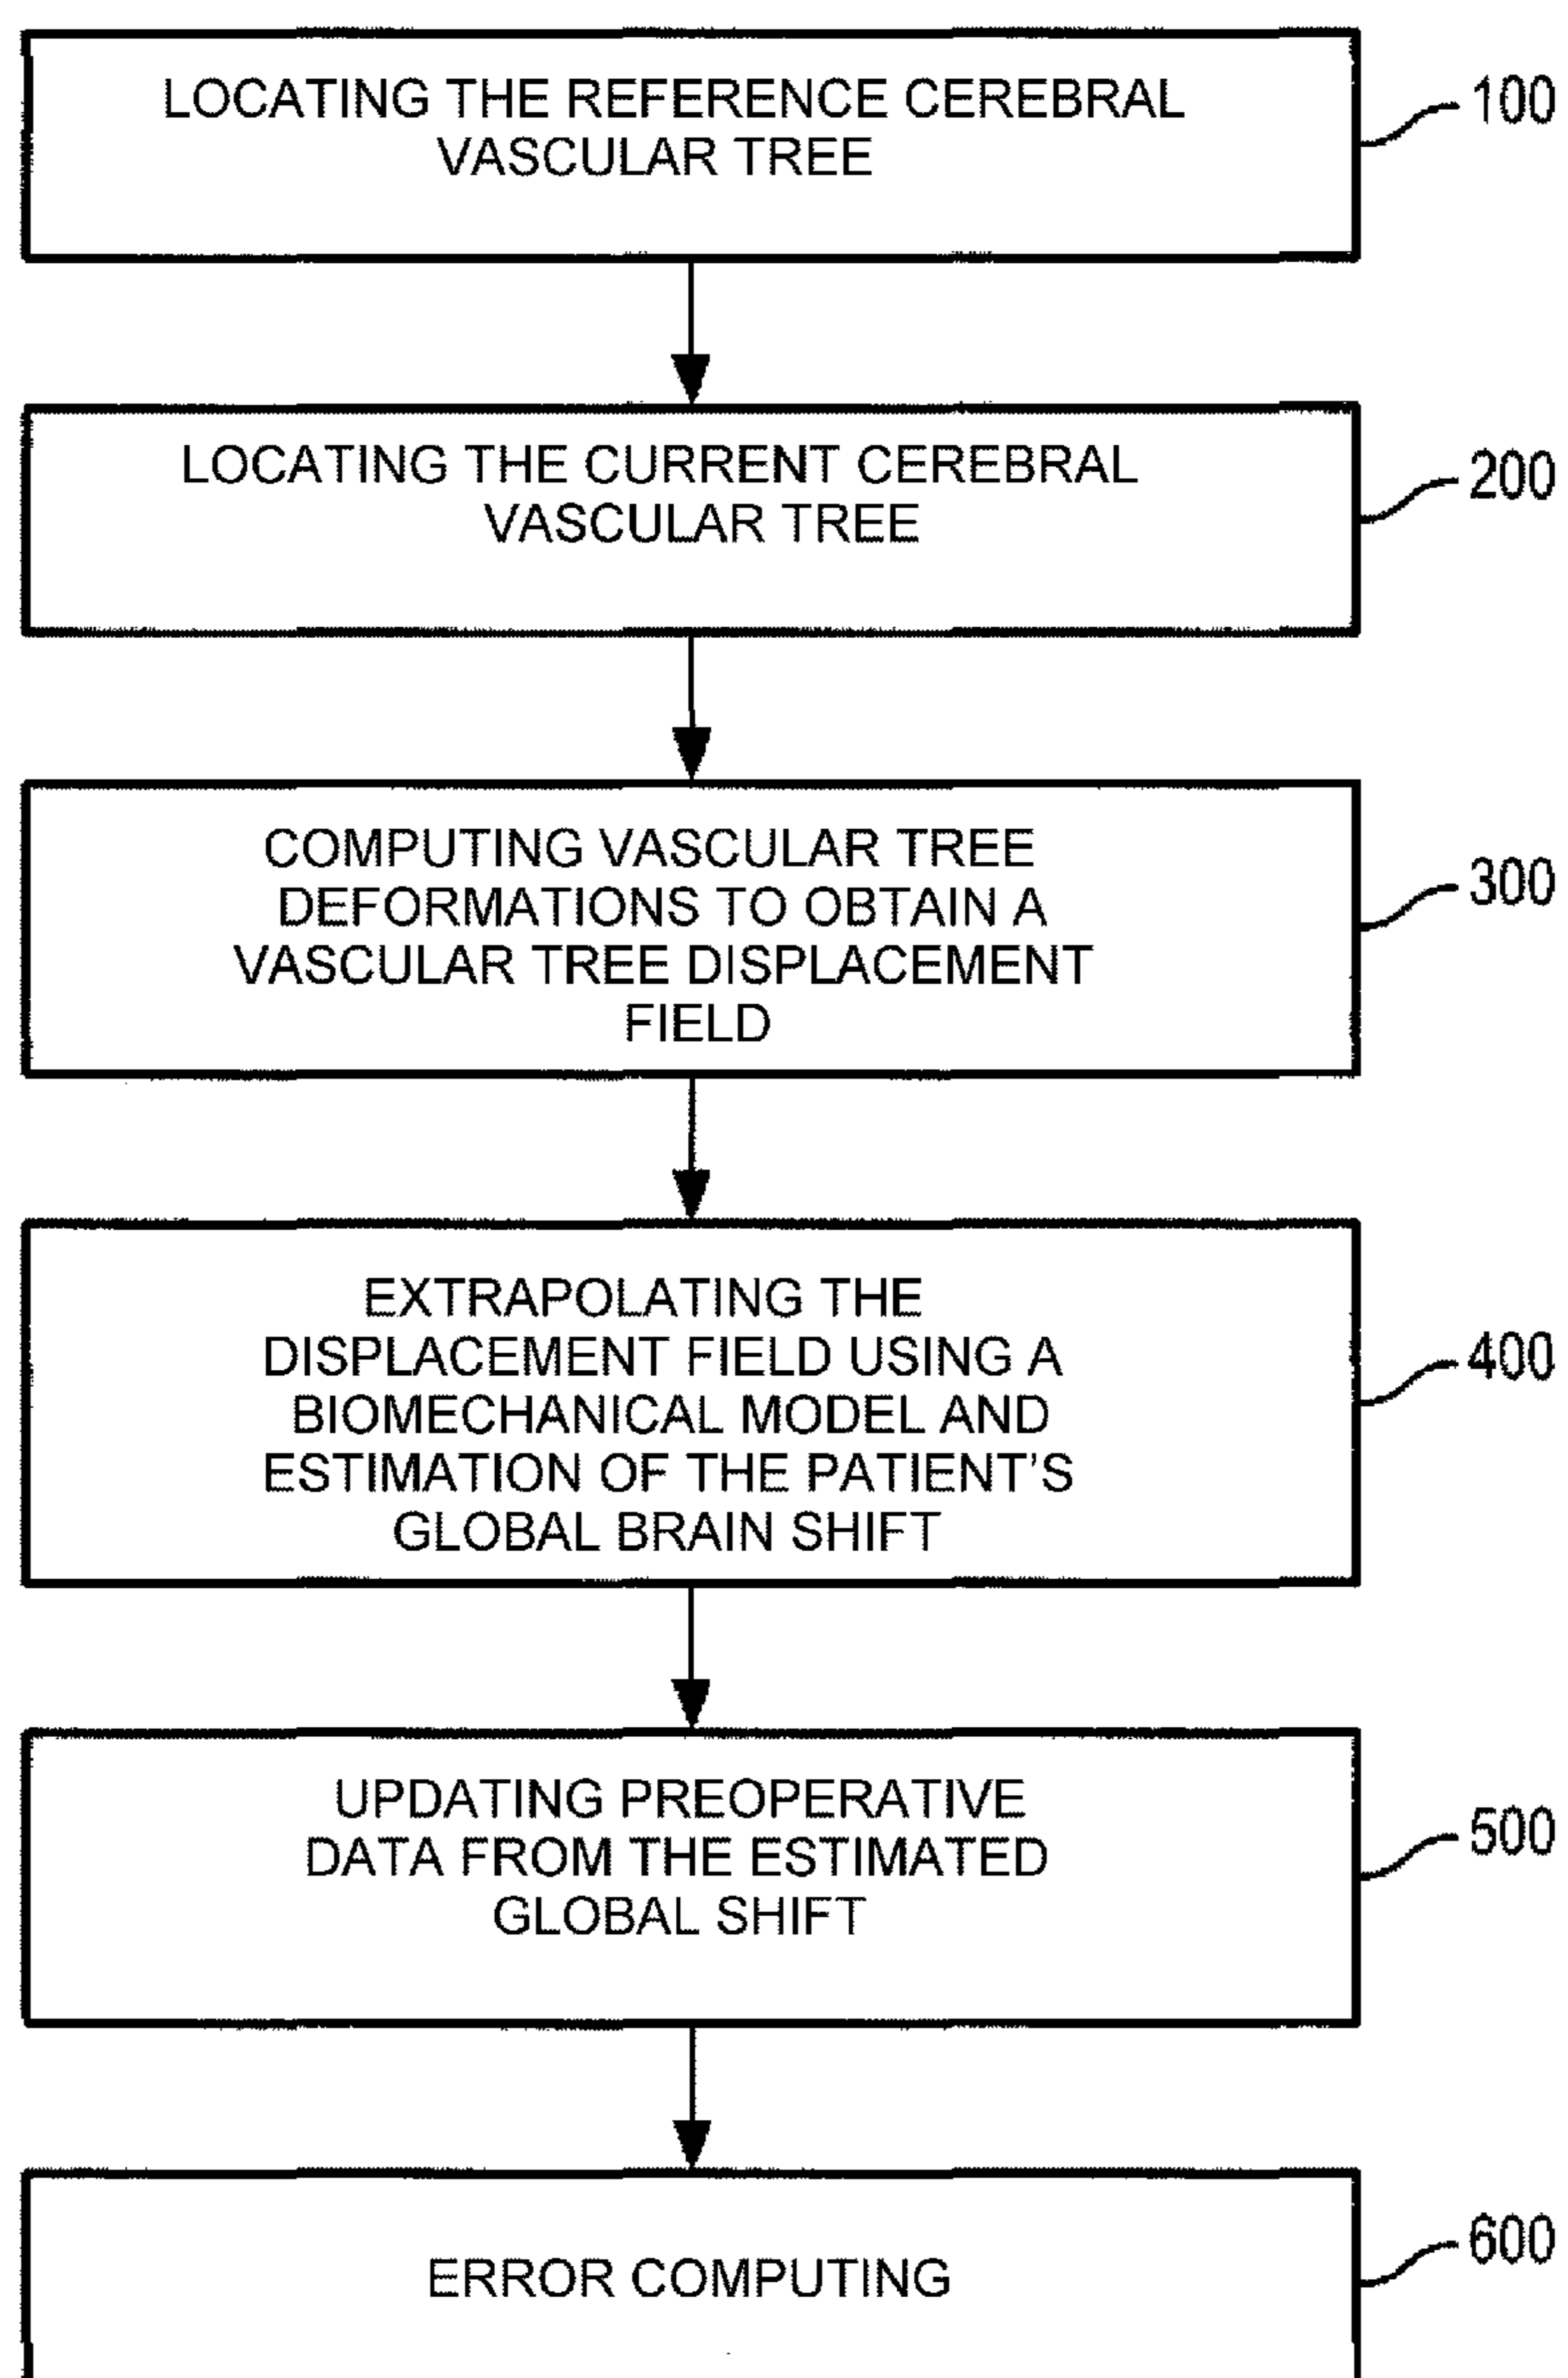 LOCATING THE REFERENCE CEREBRAL
VASCULAR TREE
100
LOCATING THE CURRENT CEREBRAL
VASCULAR TREE
200
COMPUTING VASCULAR TREE
DEFORMATIONS TO OBTAIN A
VASCULAR TREE DISPLACEMENT
FIELD
300
EXTRAPOLATING THE
DISPLACEMENT FIELD USING A
BIOMECHANICAL MODEL AND
ESTIMATION OF THE PATIENT'S
GLOBAL BRAIN SHIFT
400
UPDATING PREOPERATIVE
DATA FROM THE ESTIMATED
GLOBAL SHIFT
500
ERROR COMPUTING
600